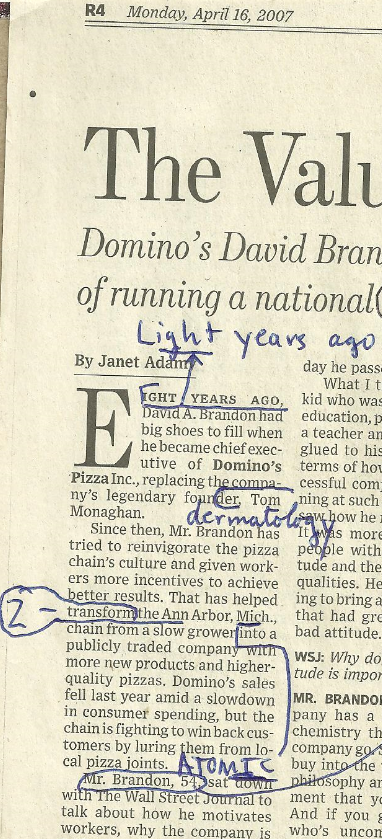 R4 Monday, April 16, 2007
The Valu
Domino's David Bran
of running a national
Light years ago
By Janet Adamy
EIGHT YEARS AGO,
David A. Brandon had
big shoes to fill when
he became chief exec-
utive of Domino's
Pizza Inc., replacing the compa-
ny's legendary founder, Tom
Monaghan.
dermatology
Since then, Mr. Brandon has
tried to reinvigorate the pizza
chain's culture and given work-
ers more incentives to achieve
better results. That has helped
Z-
transform the Ann Arbor, Mich.,
chain from a slow grower into a
publicly traded company with
more new products and higher-
quality pizzas. Domino's sales
fell last year amid a slowdown
in consumer spending, but the
chain is fighting to win back cus-
tomers by luring them from lo-
cal pizza joints.
ATOMIC
Mr. Brandon, 54, sat down
with The Wall Street Journal to
talk about how he motivates
workers, why the company is
day he pass
What I t
kid who was
education, p
a teacher an
glued to his
terms of how
cessful com
ning at such
saw how he r
It was more
people with
tude and the
qualities. He
ing to bring a
that had gre
bad attitude.
WSJ: Why do
tude is impor
MR. BRANDON
pany has a
chemistry th
company go.
buy into the
philosophy an
ment that yo
And if you g
who's uncon